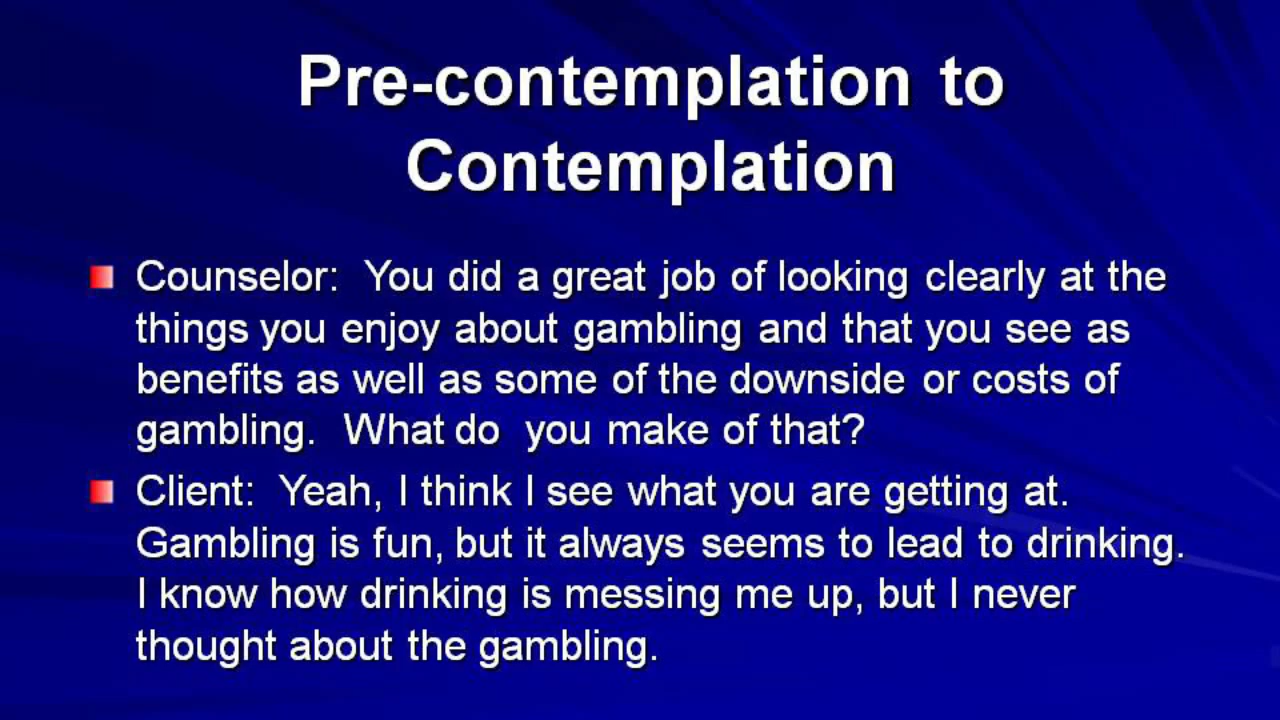 Pre-contemplation to
Contemplation
Counselor: You did a great job of looking clearly at the
things you enjoy about gambling and that you see as
benefits as well as some of the downside or costs of
gambling. What do you make of that?
Client: Yeah, I think I see what you are getting at.
Gambling is fun, but it always seems to lead to drinking.
I know how drinking is messing me up, but I never
thought about the gambling.